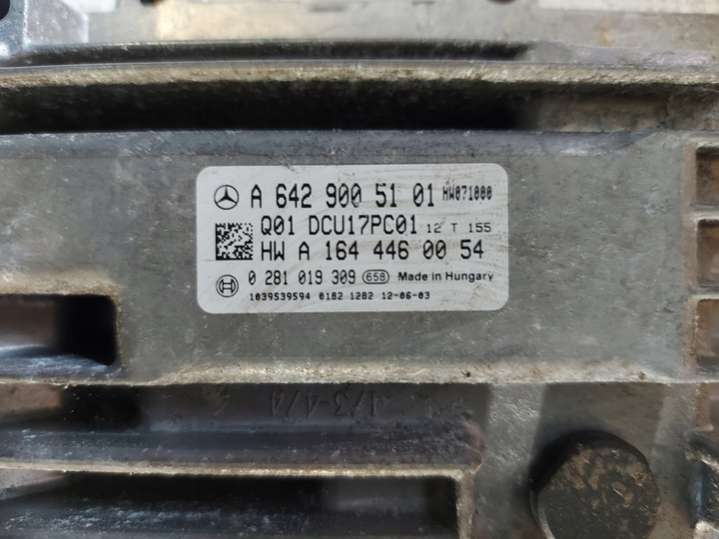 A 642 900 51 01 HW071000
Q01 DCU17PC01 12 T 155
HW A 164 446 00 54
0 281 019 309 658 Made in Hungary
1039539594 0182 1282 12-06-03